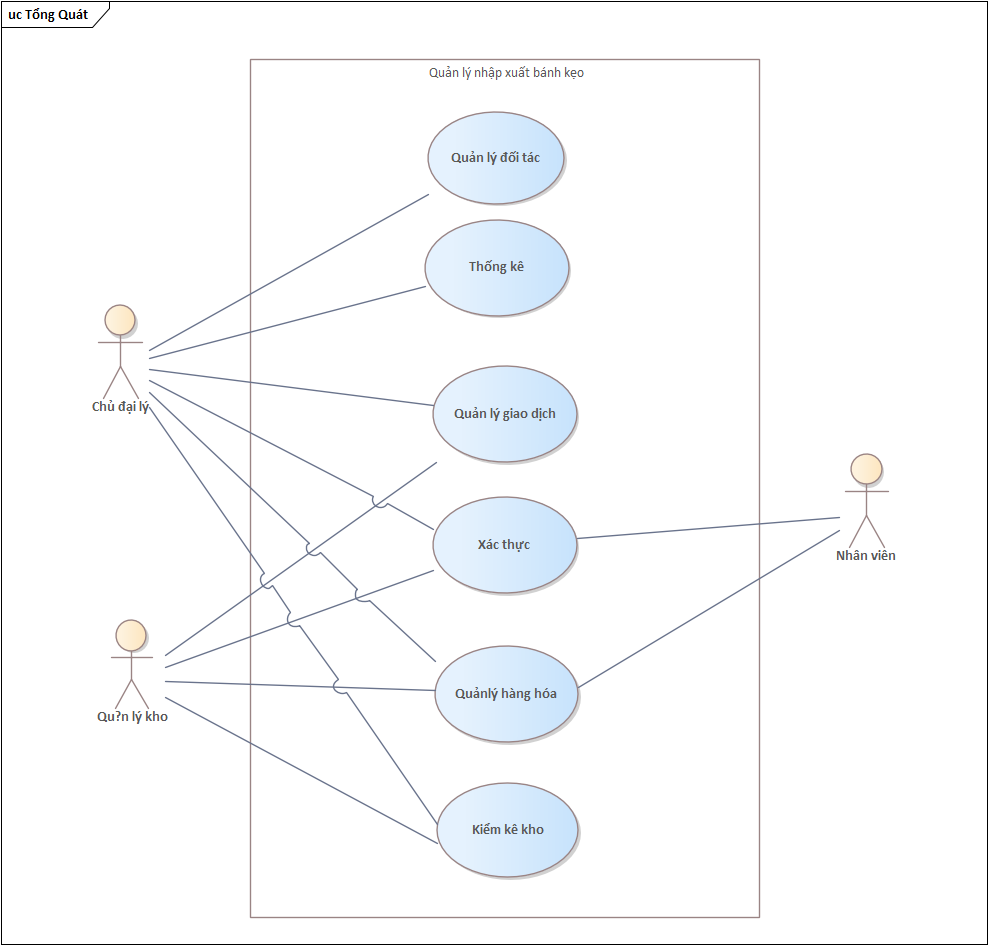 uc Tổng Quát
Quản lý nhập xuất bánh kẹo
Quản lý đối tác
Thống kê
Chủ đại lý
Quản lý giao dịch
Xác thực
Nhân viên
Quảnlý hàng hóa
Qu?n lý kho
Kiểm kê kho